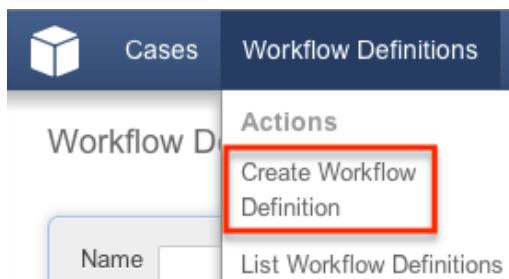 Cases Workflow Definitions
Actions
Workflow D
Create Workflow
Definition
Name
List Workflow Definitions